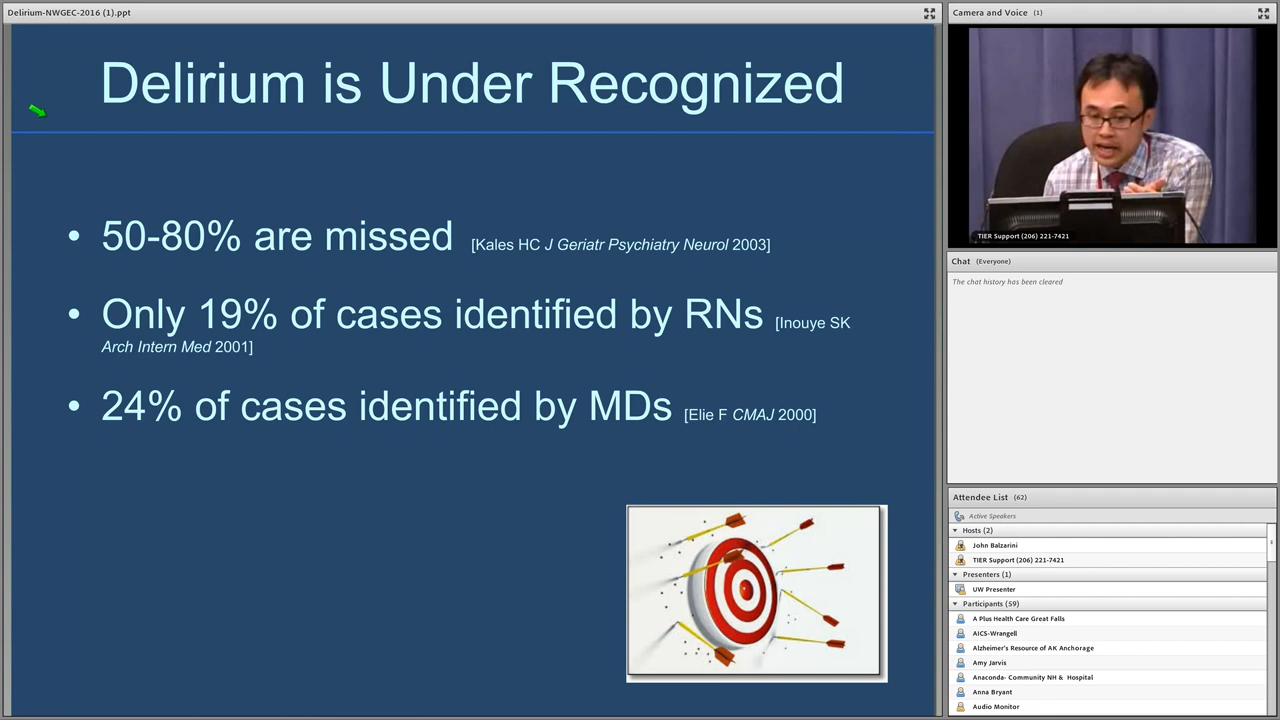 Delirium-NWGEC-2016 (1).ppt
Delirium is Under Recognized
• 50-80% are missed [Kales HC J Geriatr Psychiatry Neurol 2003]
• Only 19% of cases identified by RNs [Inouye SK
Arch Intern Med 2001]
• 24% of cases identified by MDs [Elie F CMAJ 2000]
Camera and Voice (1)
TIER Support (206) 221-7421
Chat (Everyone)
The chat history has been cleared
Attendee List (62)
Active Speakers
Hosts (2)
John Balzarini
TIER Support (206) 221-7421
Presenters (1)
UW Presenter
Participants (59)
A Plus Health Care Great Falls
AICS-Wrangell
Alzheimer's Resource of AK Anchorage
Amy Jarvis
Anaconda- Community NH & Hospital
Anna Bryant
Audio Monitor